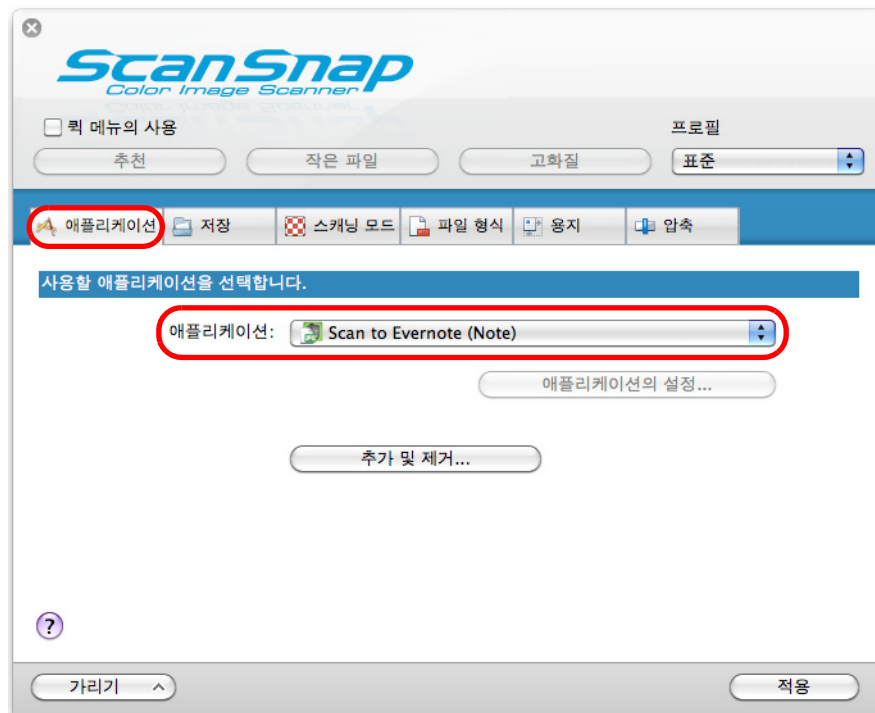 ScanSnap
Color Image Scanner
퀵 메뉴의 사용
프로필
추천
작은 파일
고화질
표준
애플리케이션
저장
스캐닝 모드
파일 형식
용지
압축
사용할 애플리케이션을 선택합니다.
애플리케이션:
Scan to Evernote (Note)
애플리케이션의 설정...
추가 및 제거...
?
가리기
적용